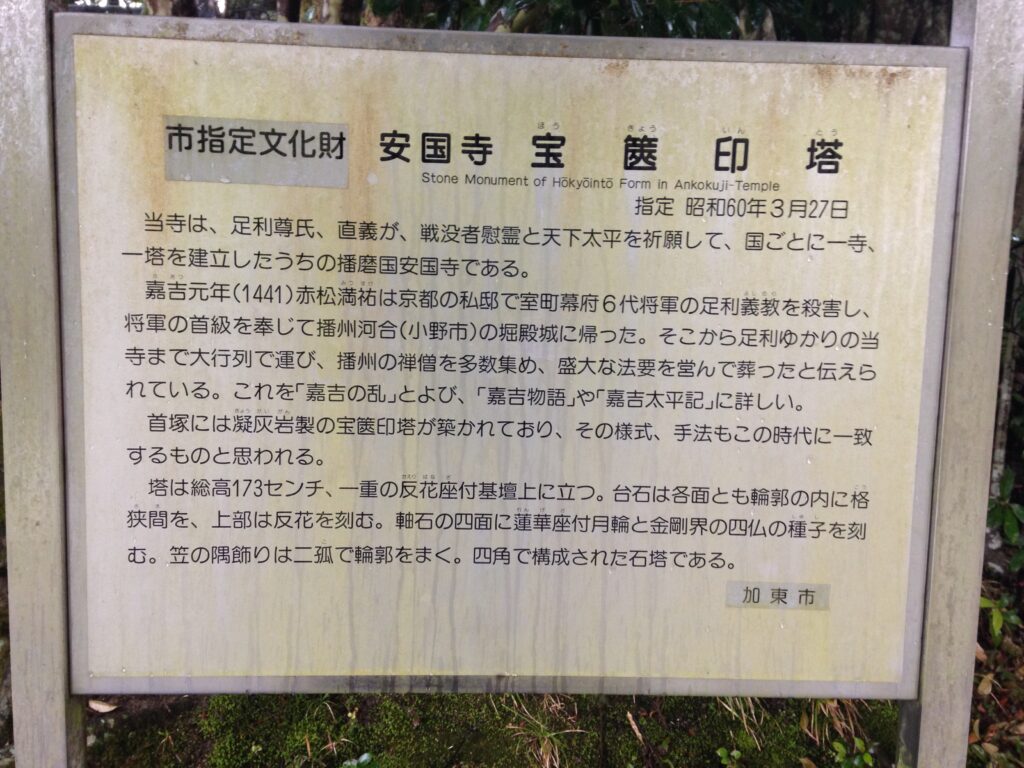 市指定文化財 安国寺 宝篋印塔
ほう きょう いん とう
Stone Monument of Hōkyōintō Form in Ankokuji-Temple
指定 昭和60年3月27日
当寺は、足利尊氏、直義が、戦没者慰霊と天下太平を祈願して、国ごとに一寺、
一塔を建立したうちの播磨国安国寺である。
嘉吉元年(1441)赤松満祐は京都の私邸で室町幕府6代将軍の足利義教を殺害し、
将軍の首級を奉じて播州河合(小野市)の堀殿城に帰った。そこから足利ゆかりの当
寺まで大行列で運び、播州の禅僧を多数集め、盛大な法要を営んで葬ったと伝えら
れている。これを「嘉吉の乱」とよび、「嘉吉物語」や「嘉吉太平記」に詳しい。
首塚には凝灰岩製の宝篋印塔が築かれており、その様式、手法もこの時代に一致
するものと思われる。
塔は総高173センチ、一重の反花座付基壇上に立つ。台石は各面とも輪郭の内に格
狭間を、上部は反花を刻む。軸石の四面に蓮華座付月輪と金剛界の四仏の種子を刻
む。笠の隅飾りは二孤で輪郭をまく。四角で構成された石塔である。
加東市